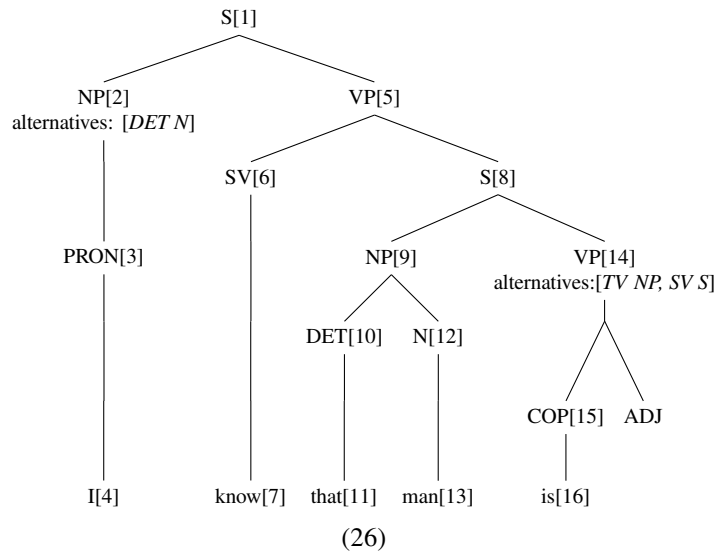 S[1]
NP[2] VP[5]
alternatives: [DET N]
SV[6] S[8]
PRON[3] NP[9] VP[14]
alternatives:[TV NP, SV S]
DET[10] N[12]
COP[15] ADJ
I[4] know[7] that[11] man[13] is[16]
(26)